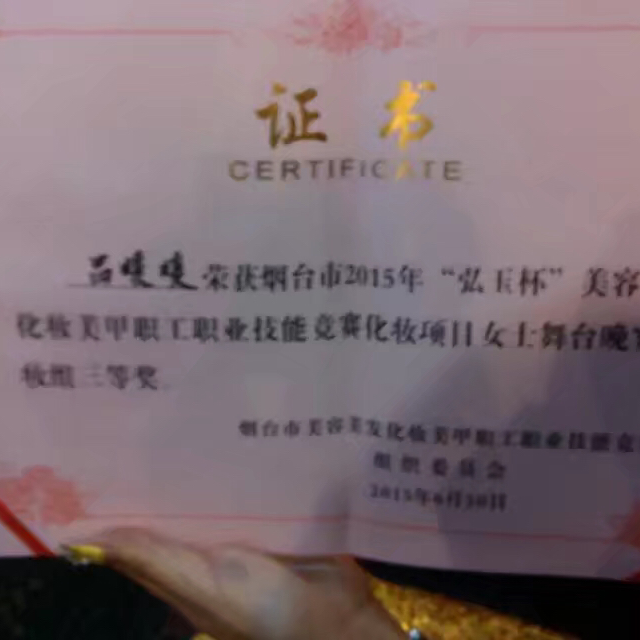 证 书
CERTIFICATE
荣获烟台市2015年“弘玉杯”美容
化妆美甲职工职业技能竞赛化妆项目女士舞台晚
妆组三等奖
烟台市美容美发化妆美甲职工职业技能竞
组织委员会
2015年6月30日